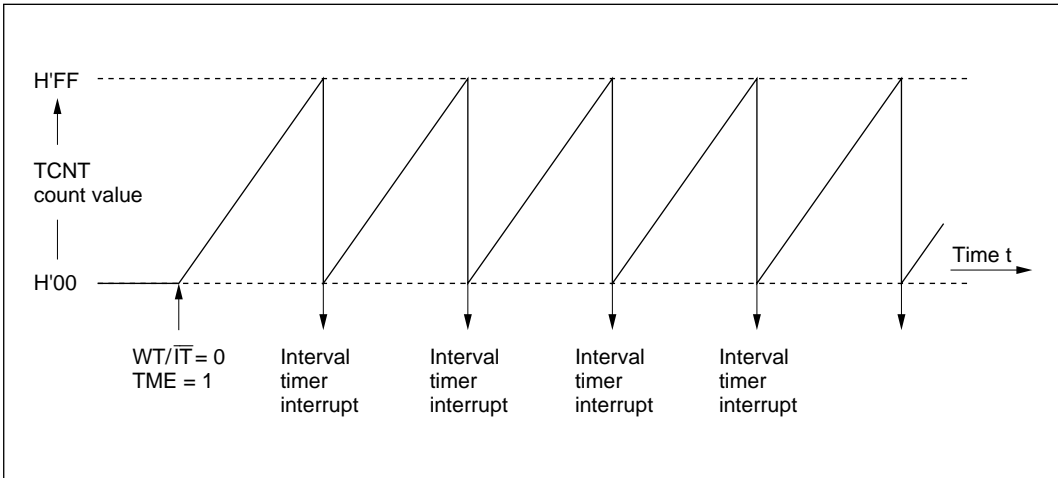 H'FF
TCNT
count value
H'00
Time t
WT/I̅T̅ = 0
TME = 1
Interval
timer
interrupt
Interval
timer
interrupt
Interval
timer
interrupt
Interval
timer
interrupt